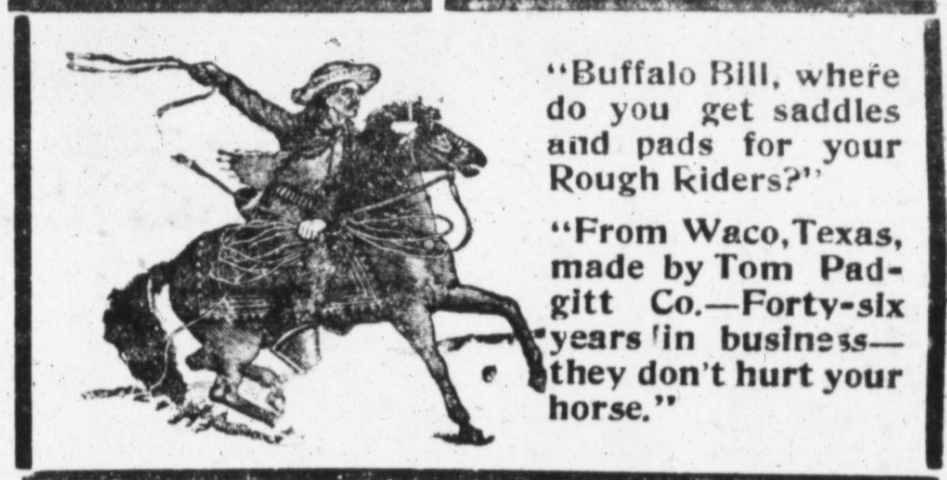 “Buffalo Bill, where
do you get saddles
and pads for your
Rough Riders?”
“From Waco, Texas,
made by Tom Pad-
gitt Co.—Forty-six
years in business—
they don't hurt your
horse.”